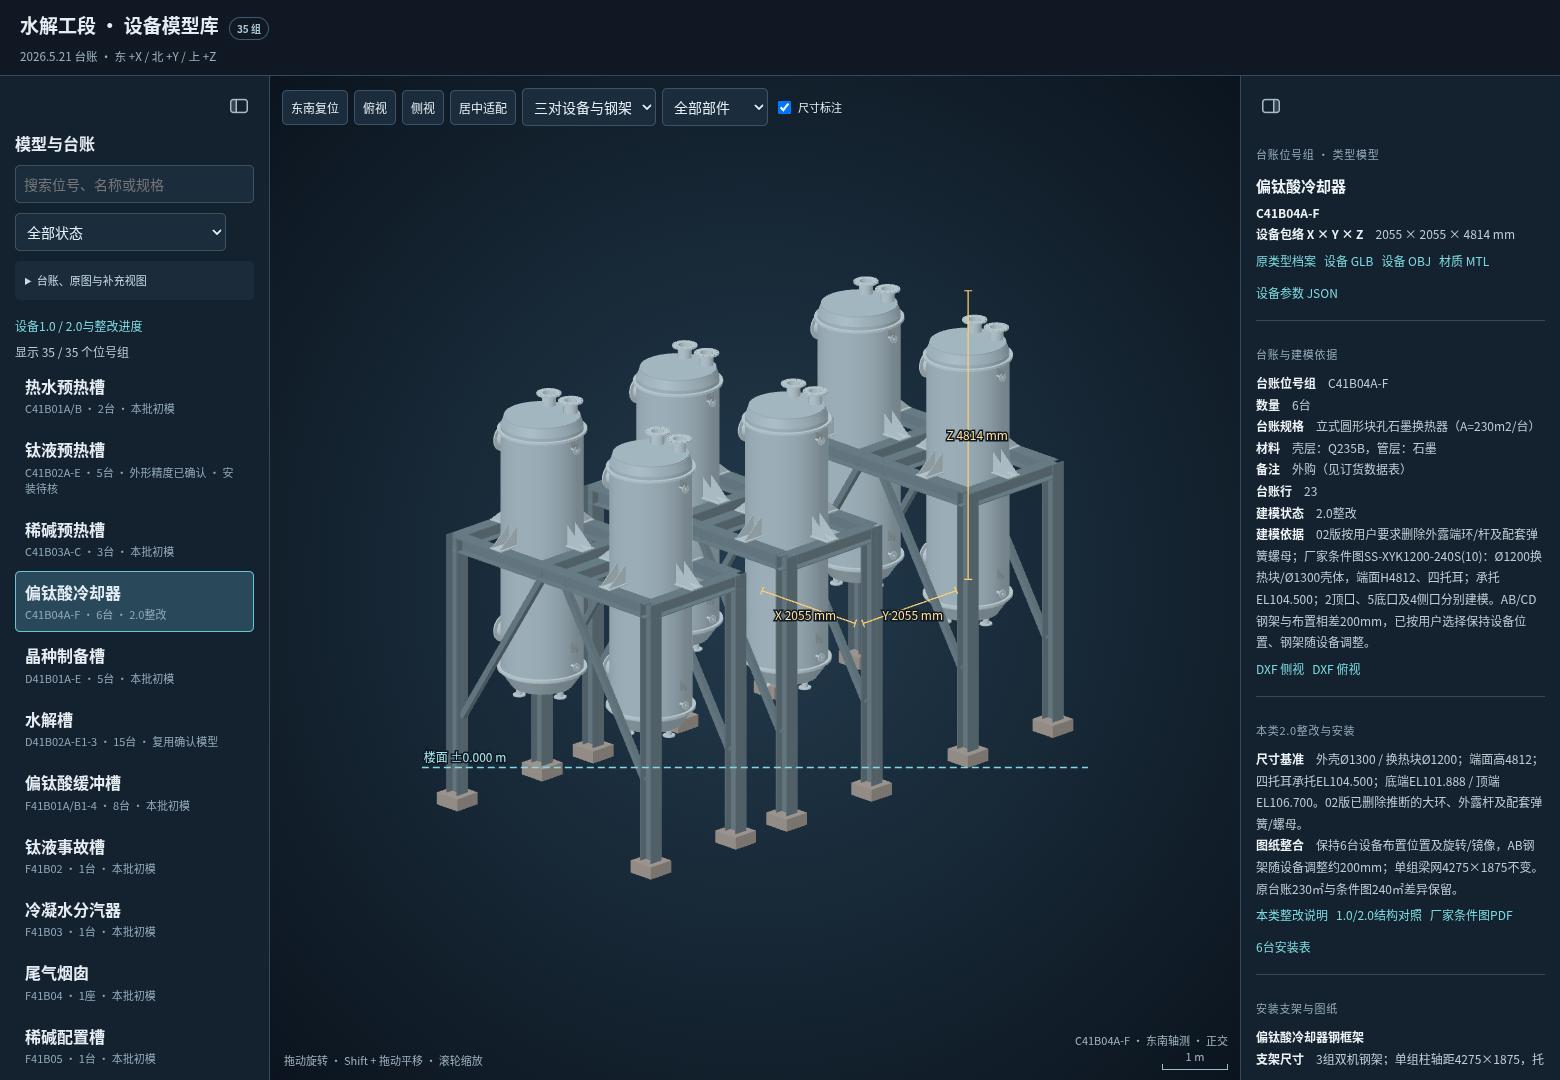 水解工段 · 设备模型库 35 组
2026.5.21 台账 · 东 +X / 北 +Y / 上 +Z
模型与台账
搜索位号、名称或规格
全部状态
台账、原图与补充视图
设备1.0 / 2.0与整改进度
显示 35 / 35 个位号组
热水预热槽
C41B01A/B · 2台 · 本批初模
钛液预热槽
C41B02A-E · 5台 · 外形精度已确认 · 安
装待核
稀碱预热槽
C41B03A-C · 3台 · 本批初模
偏钛酸冷却器
C41B04A-F · 6台 · 2.0整改
晶种制备槽
D41B01A-E · 5台 · 本批初模
水解槽
D41B02A-E1-3 · 15台 · 复用确认模型
偏钛酸缓冲槽
F41B01A/B1-4 · 8台 · 本批初模
钛液事故槽
F41B02 · 1台 · 本批初模
冷凝水分汽器
F41B03 · 1台 · 本批初模
尾气烟囱
F41B04 · 1座 · 本批初模
稀碱配置槽
F41B05 · 1台 · 本批初模
东南复位 俯视 侧视 居中适配 三对设备与钢架 全部部件 尺寸标注
Z 4814 mm
X 2055 mm
Y 2055 mm
楼面 ±0.000 m
拖动旋转 · Shift + 拖动平移 · 滚轮缩放
C41B04A-F · 东南轴测 · 正交
1 m
台账位号组 · 类型模型
偏钛酸冷却器
C41B04A-F
设备包络 X × Y × Z 2055 × 2055 × 4814 mm
原类型档案 设备 GLB 设备 OBJ 材质 MTL
设备参数 JSON
台账与建模依据
台账位号组 C41B04A-F
数量 6台
台账规格 立式圆形块孔石墨换热器（A=230m2/台）
材料 壳层：Q235B，管层：石墨
备注 外购（见订货数据表）
台账行 23
建模状态 2.0整改
建模依据 02版按用户要求删除外露端环/杆及配套弹
簧螺母；厂家条件图SS-XYK1200-240S(10)：Ø1200换
热块/Ø1300壳体，端面H4812、四托耳；承托
EL104.500；2顶口、5底口及4侧口分别建模。AB/CD
钢架与布置相差200mm，已按用户选择保持设备位
置、钢架随设备调整。
DXF 侧视 DXF 俯视
本类2.0整改与安装
尺寸基准 外壳Ø1300 / 换热块Ø1200；端面高4812；
四托耳承托EL104.500；底端EL101.888 / 顶端
EL106.700。02版已删除推断的大环、外露杆及配套弹
簧/螺母。
图纸整合 保持6台设备布置位置及旋转/镜像，AB钢
架随设备调整约200mm；单组梁网4275×1875不变。
原台账230㎡与条件图240㎡差异保留。
本类整改说明 1.0/2.0结构对照 厂家条件图PDF
6台安装表
安装支架与图纸
偏钛酸冷却器钢框架
支架尺寸 3组双机钢架；单组柱轴距4275×1875，托